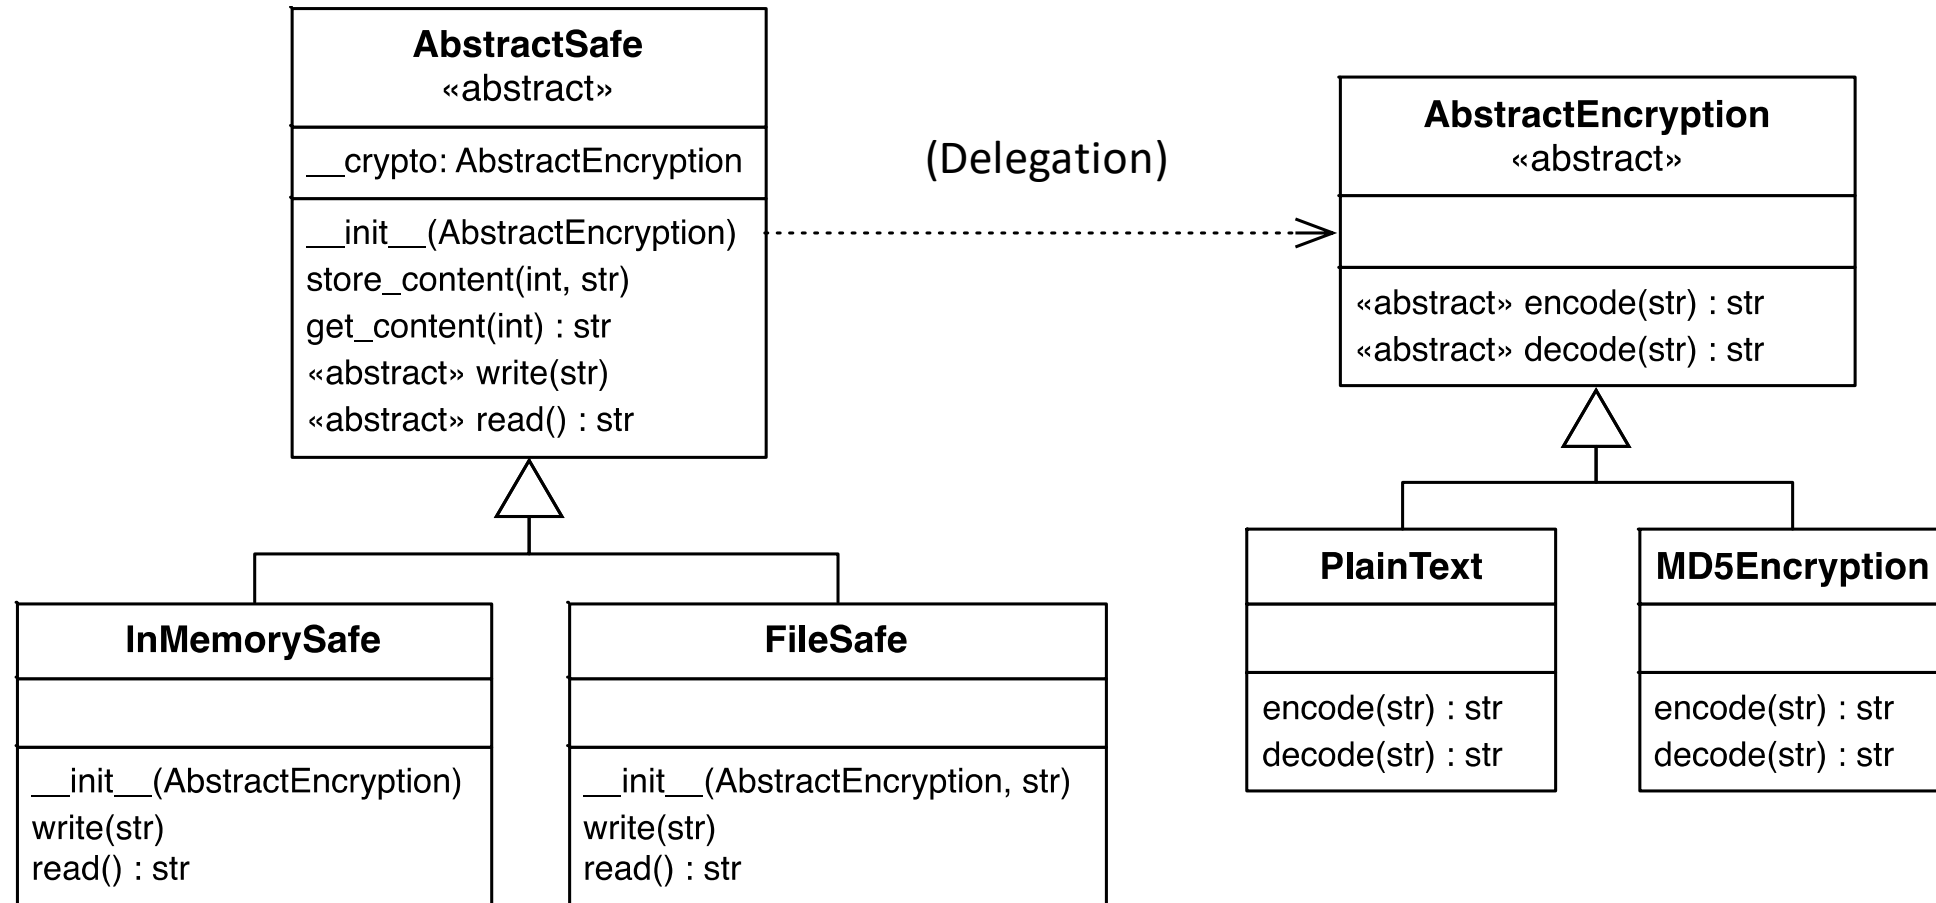 AbstractSafe
«abstract»
__crypto: AbstractEncryption
__init__(AbstractEncryption)
store_content(int, str)
get_content(int) : str
«abstract» write(str)
«abstract» read() : str
(Delegation)
AbstractEncryption
«abstract»
«abstract» encode(str) : str
«abstract» decode(str) : str
InMemorySafe
__init__(AbstractEncryption)
write(str)
read() : str
FileSafe
__init__(AbstractEncryption, str)
write(str)
read() : str
PlainText
encode(str) : str
decode(str) : str
MD5Encryption
encode(str) : str
decode(str) : str